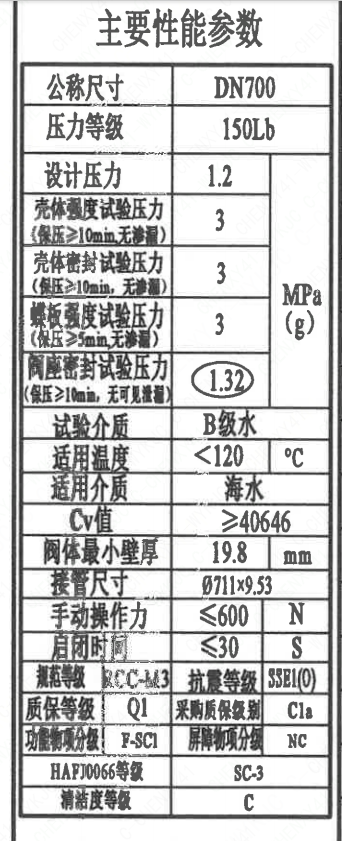 主要性能参数
公称尺寸 DN700
压力等级 150Lb
设计压力 1.2
壳体强度试验压力
(保压≥10min,无渗漏) 3
壳体密封试验压力
(保压≥10min，无渗漏) 3
MPa
(g)
蝶板强度试验压力
(保压≥5min,无渗漏) 3
阀座密封试验压力
(保压≥10min，无可见泄漏) 1.32
试验介质 B级水
适用温度 <120 ℃
适用介质 海水
Cv值 ≥40646
阀体最小壁厚 19.8 mm
接管尺寸 Ø711×9.53
手动操作力 ≤600 N
启闭时间 ≤30 S
规范等级 RCC-M3 抗震等级 SSE1(O)
质保等级 Q1 采购质保级别 C1a
功能物项分级 F-SC1 屏障物项分级 NC
HAFJ0066等级 SC-3
清洁度等级 C